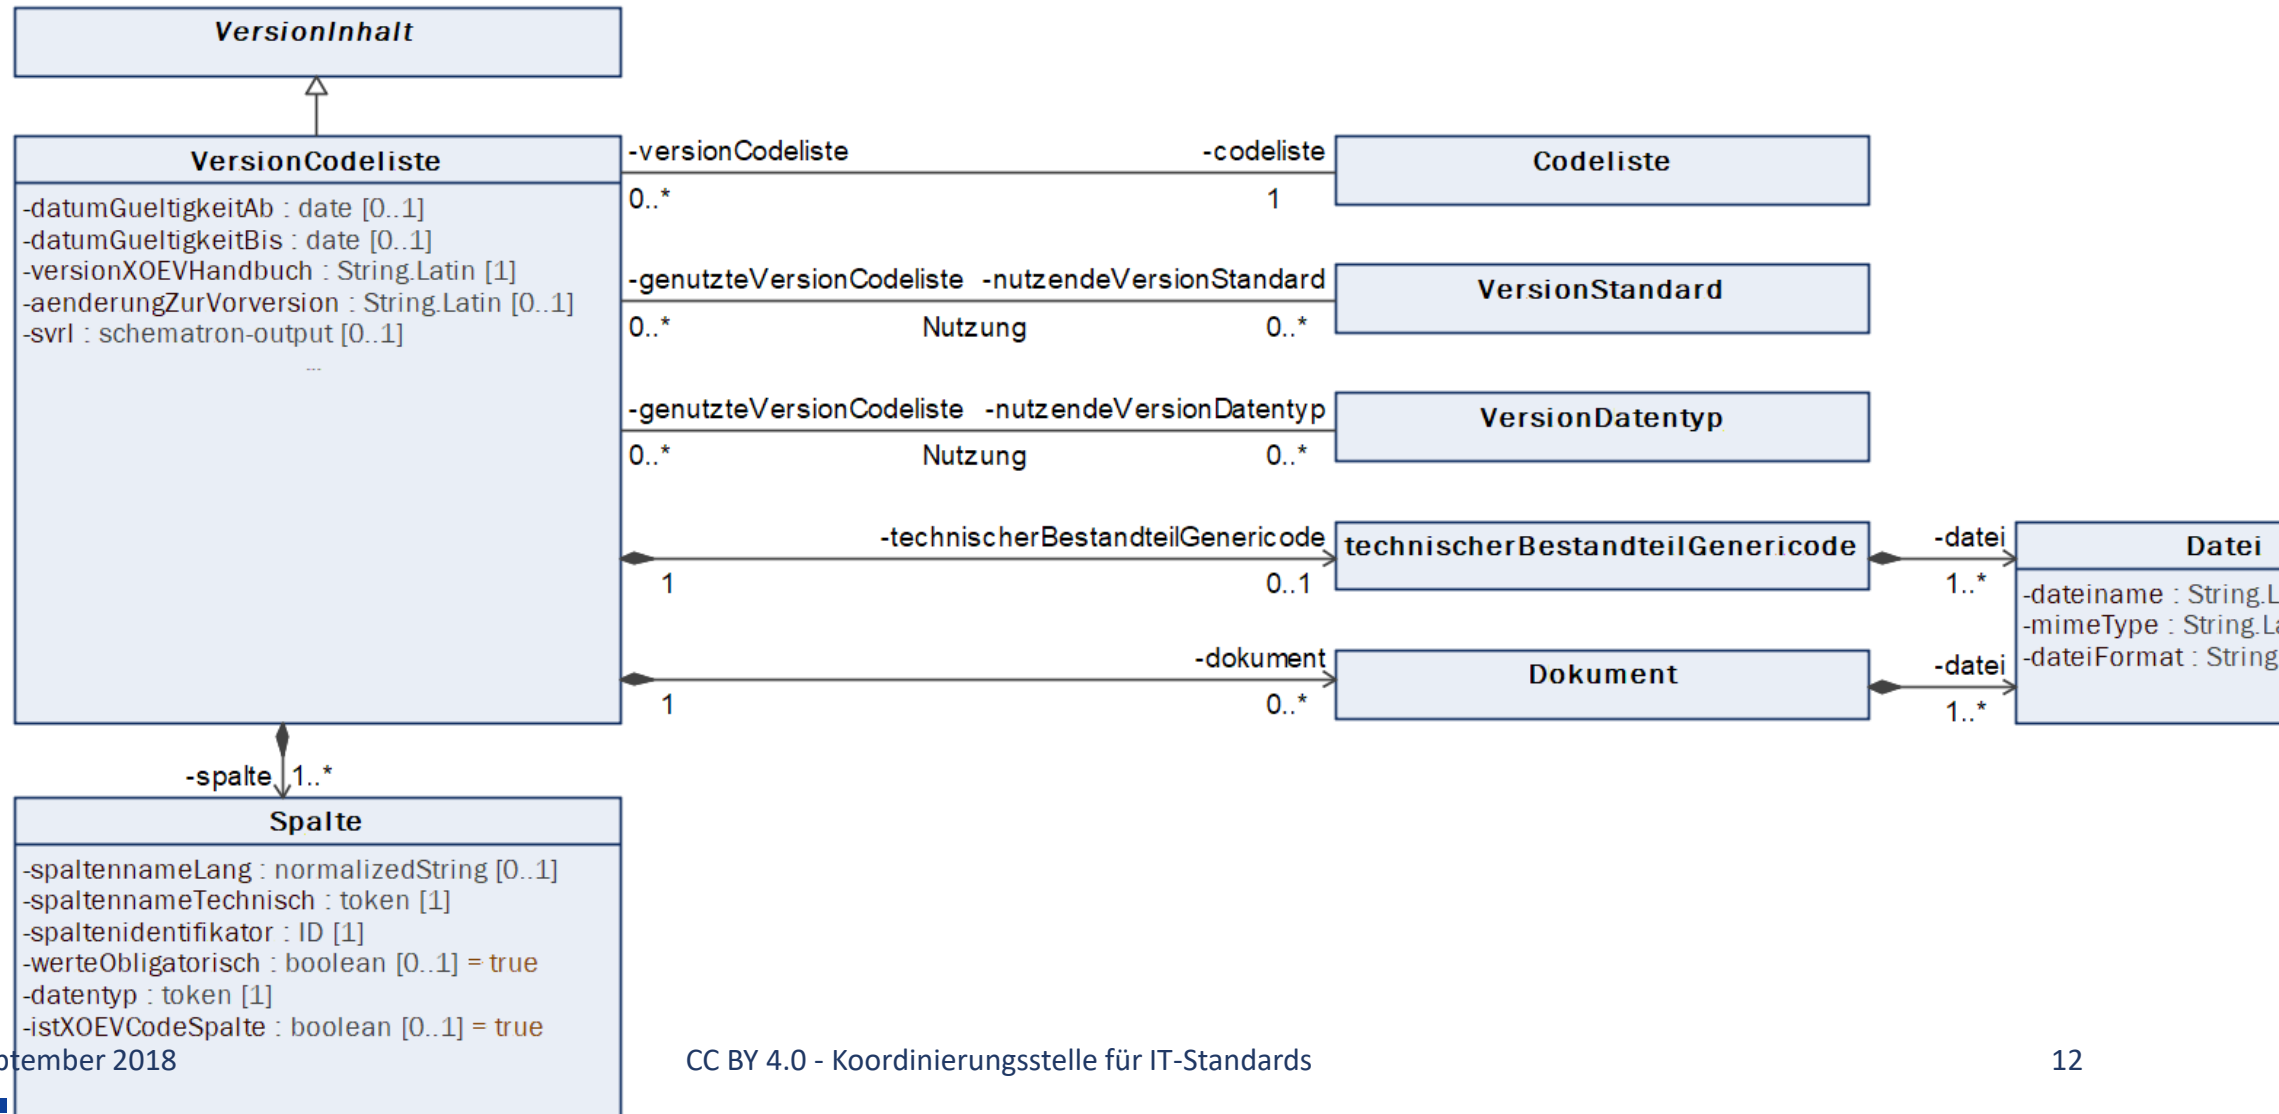 VersionInhalt
VersionCodeliste
-datumGueltigkeitAb : date [0..1]
-datumGueltigkeitBis : date [0..1]
-versionXOEVHandbuch : String.Latin [1]
-aenderungZurVorversion : String.Latin [0..1]
-svrl : schematron-output [0..1]
...
-versionCodeliste -codeliste
0..* 1
Codeliste
-genutzteVersionCodeliste -nutzendeVersionStandard
0..* Nutzung 0..*
VersionStandard
-genutzteVersionCodeliste -nutzendeVersionDatentyp
0..* Nutzung 0..*
VersionDatentyp
-technischerBestandteilGenericode
1 0..1
technischerBestandteilGenericode
-datei
1..*
Datei
-dateiname : String.L
-mimeType : String.La
-dateiFormat : String
-dokument
1 0..*
Dokument
-datei
1..*
-spalte 1..*
Spalte
-spaltennameLang : normalizedString [0..1]
-spaltennameTechnisch : token [1]
-spaltenidentifikator : ID [1]
-werteObligatorisch : boolean [0..1] = true
-datentyp : token [1]
-istXOEVCodeSpalte : boolean [0..1] = true
ptember 2018
CC BY 4.0 - Koordinierungsstelle für IT-Standards
12